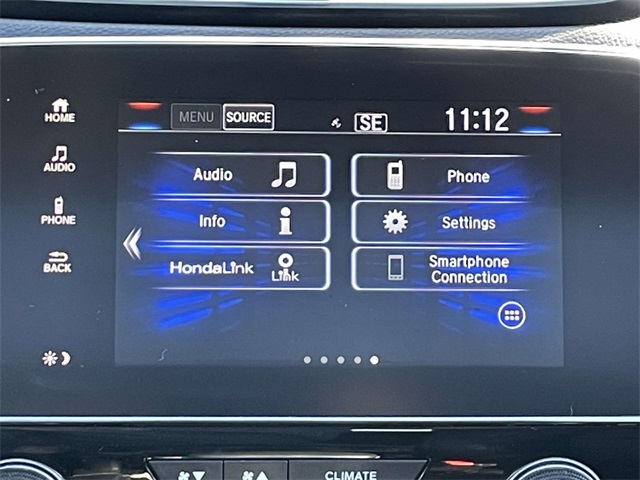 HOME
AUDIO
PHONE
BACK
MENU SOURCE SE 11:12
Audio
Phone
Info
Settings
HondaLink Link
Smartphone
Connection
CLIMATE